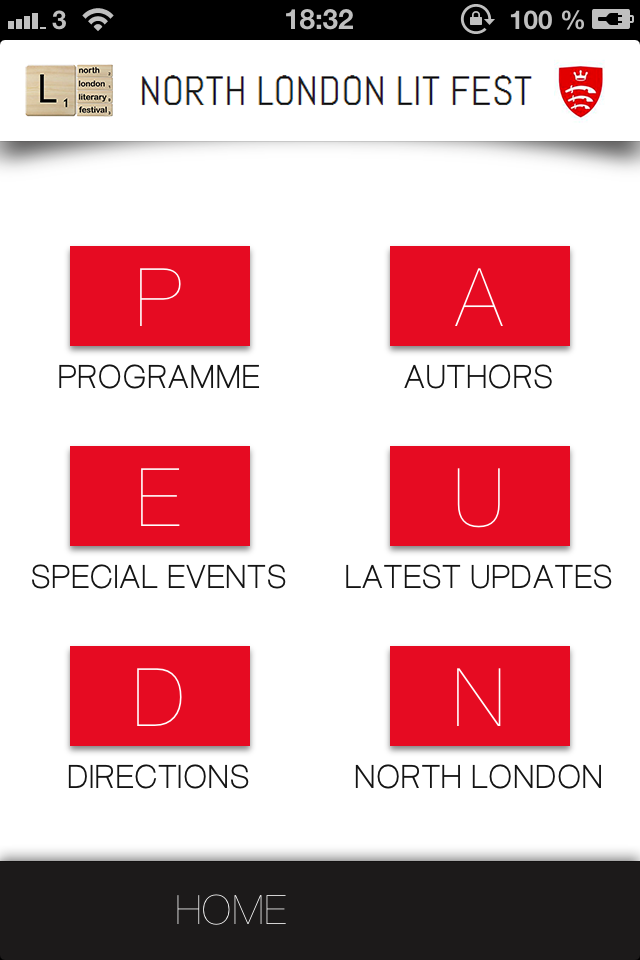 3 18:32 100 %
L1 north
london
literary
festival
NORTH LONDON LIT FEST
P A
PROGRAMME AUTHORS
E U
SPECIAL EVENTS LATEST UPDATES
D N
DIRECTIONS NORTH LONDON
HOME